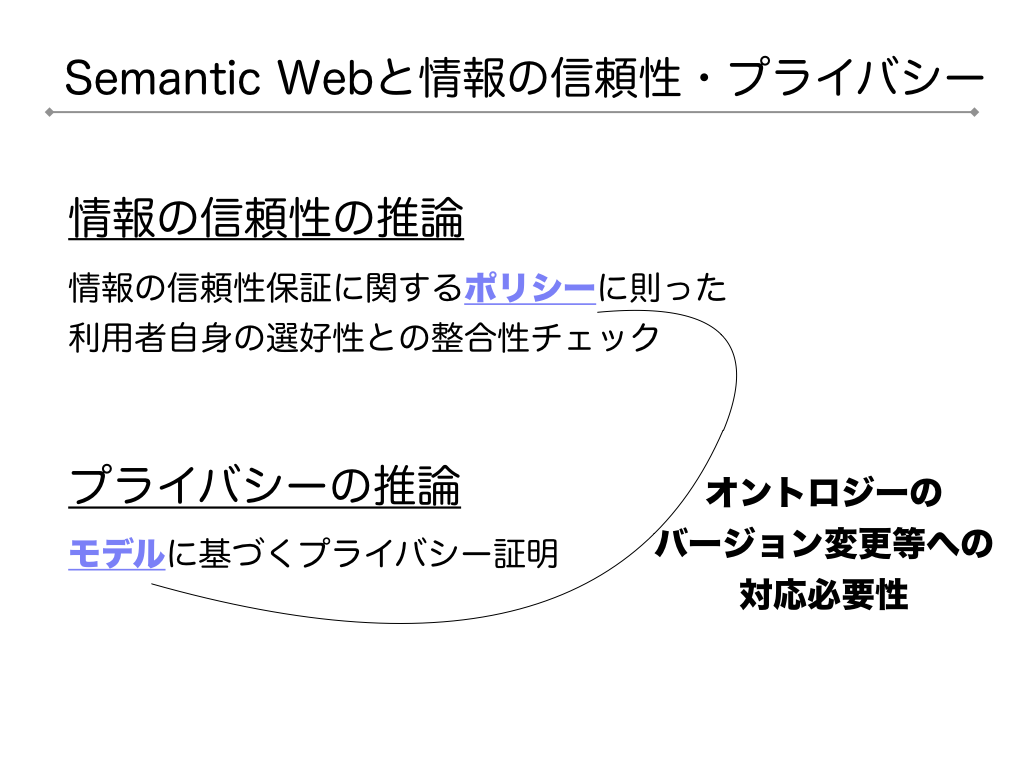 Semantic Webと情報の信頼性・プライバシー
情報の信頼性の推論
情報の信頼性保証に関するポリシーに則った
利用者自身の選好性との整合性チェック
プライバシーの推論
モデルに基づくプライバシー証明
オントロジーの
バージョン変更等への
対応必要性